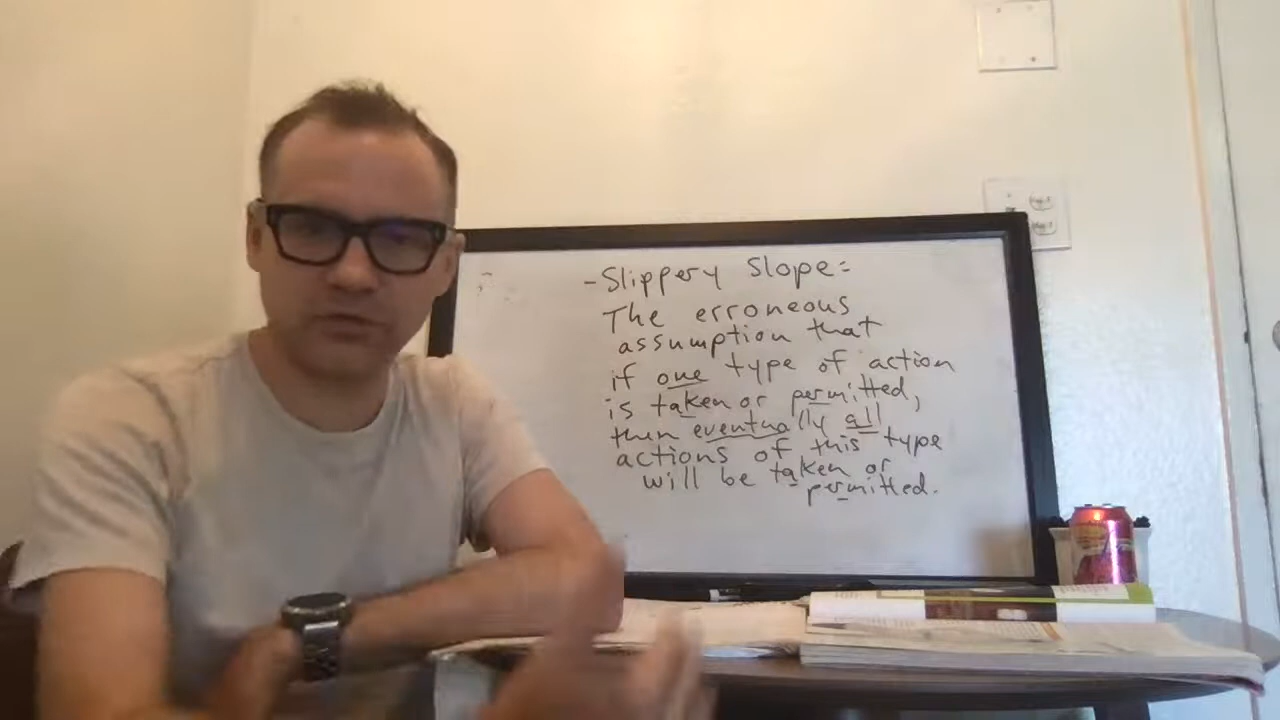 -Slippery Slope:
The erroneous
assumption that
if one type of action
is taken or permitted,
then eventually all
actions of this type
will be taken or
permitted.